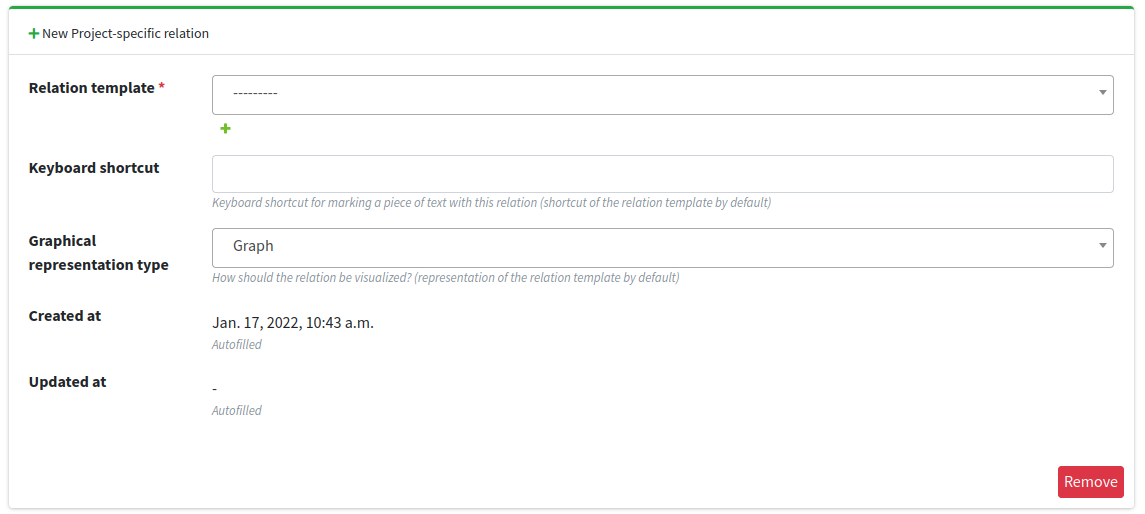 New Project-specific relation
Relation template *
---------
Keyboard shortcut
Keyboard shortcut for marking a piece of text with this relation (shortcut of the relation template by default)
Graphical
representation type
Graph
How should the relation be visualized? (representation of the relation template by default)
Created at
Jan. 17, 2022, 10:43 a.m.
Autofilled
Updated at
-
Autofilled
Remove